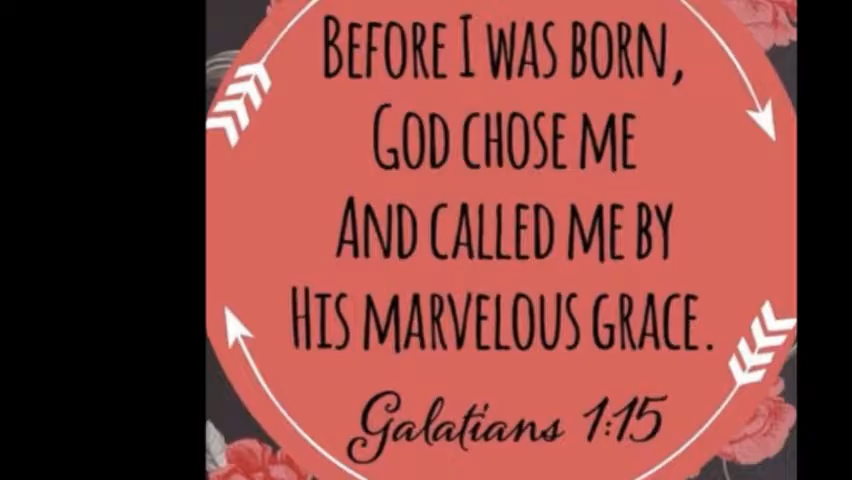 BEFORE I WAS BORN,
GOD CHOSE ME
AND CALLED ME BY
HIS MARVELOUS GRACE.
Galatians 1:15